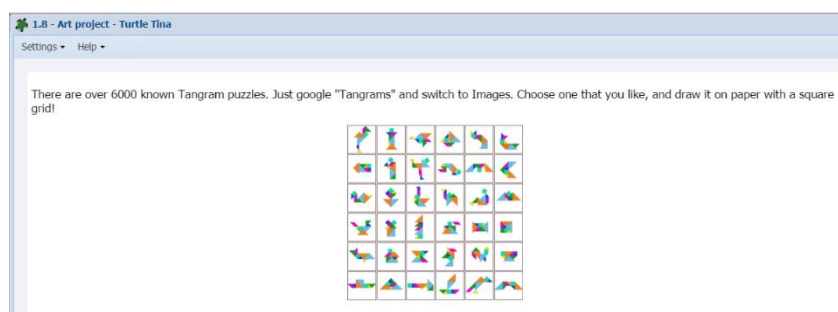 1.8 - Art project - Turtle Tina
Settings Help
There are over 6000 known Tangram puzzles. Just google "Tangrams" and switch to Images. Choose one that you like, and draw it on paper with a square
grid!